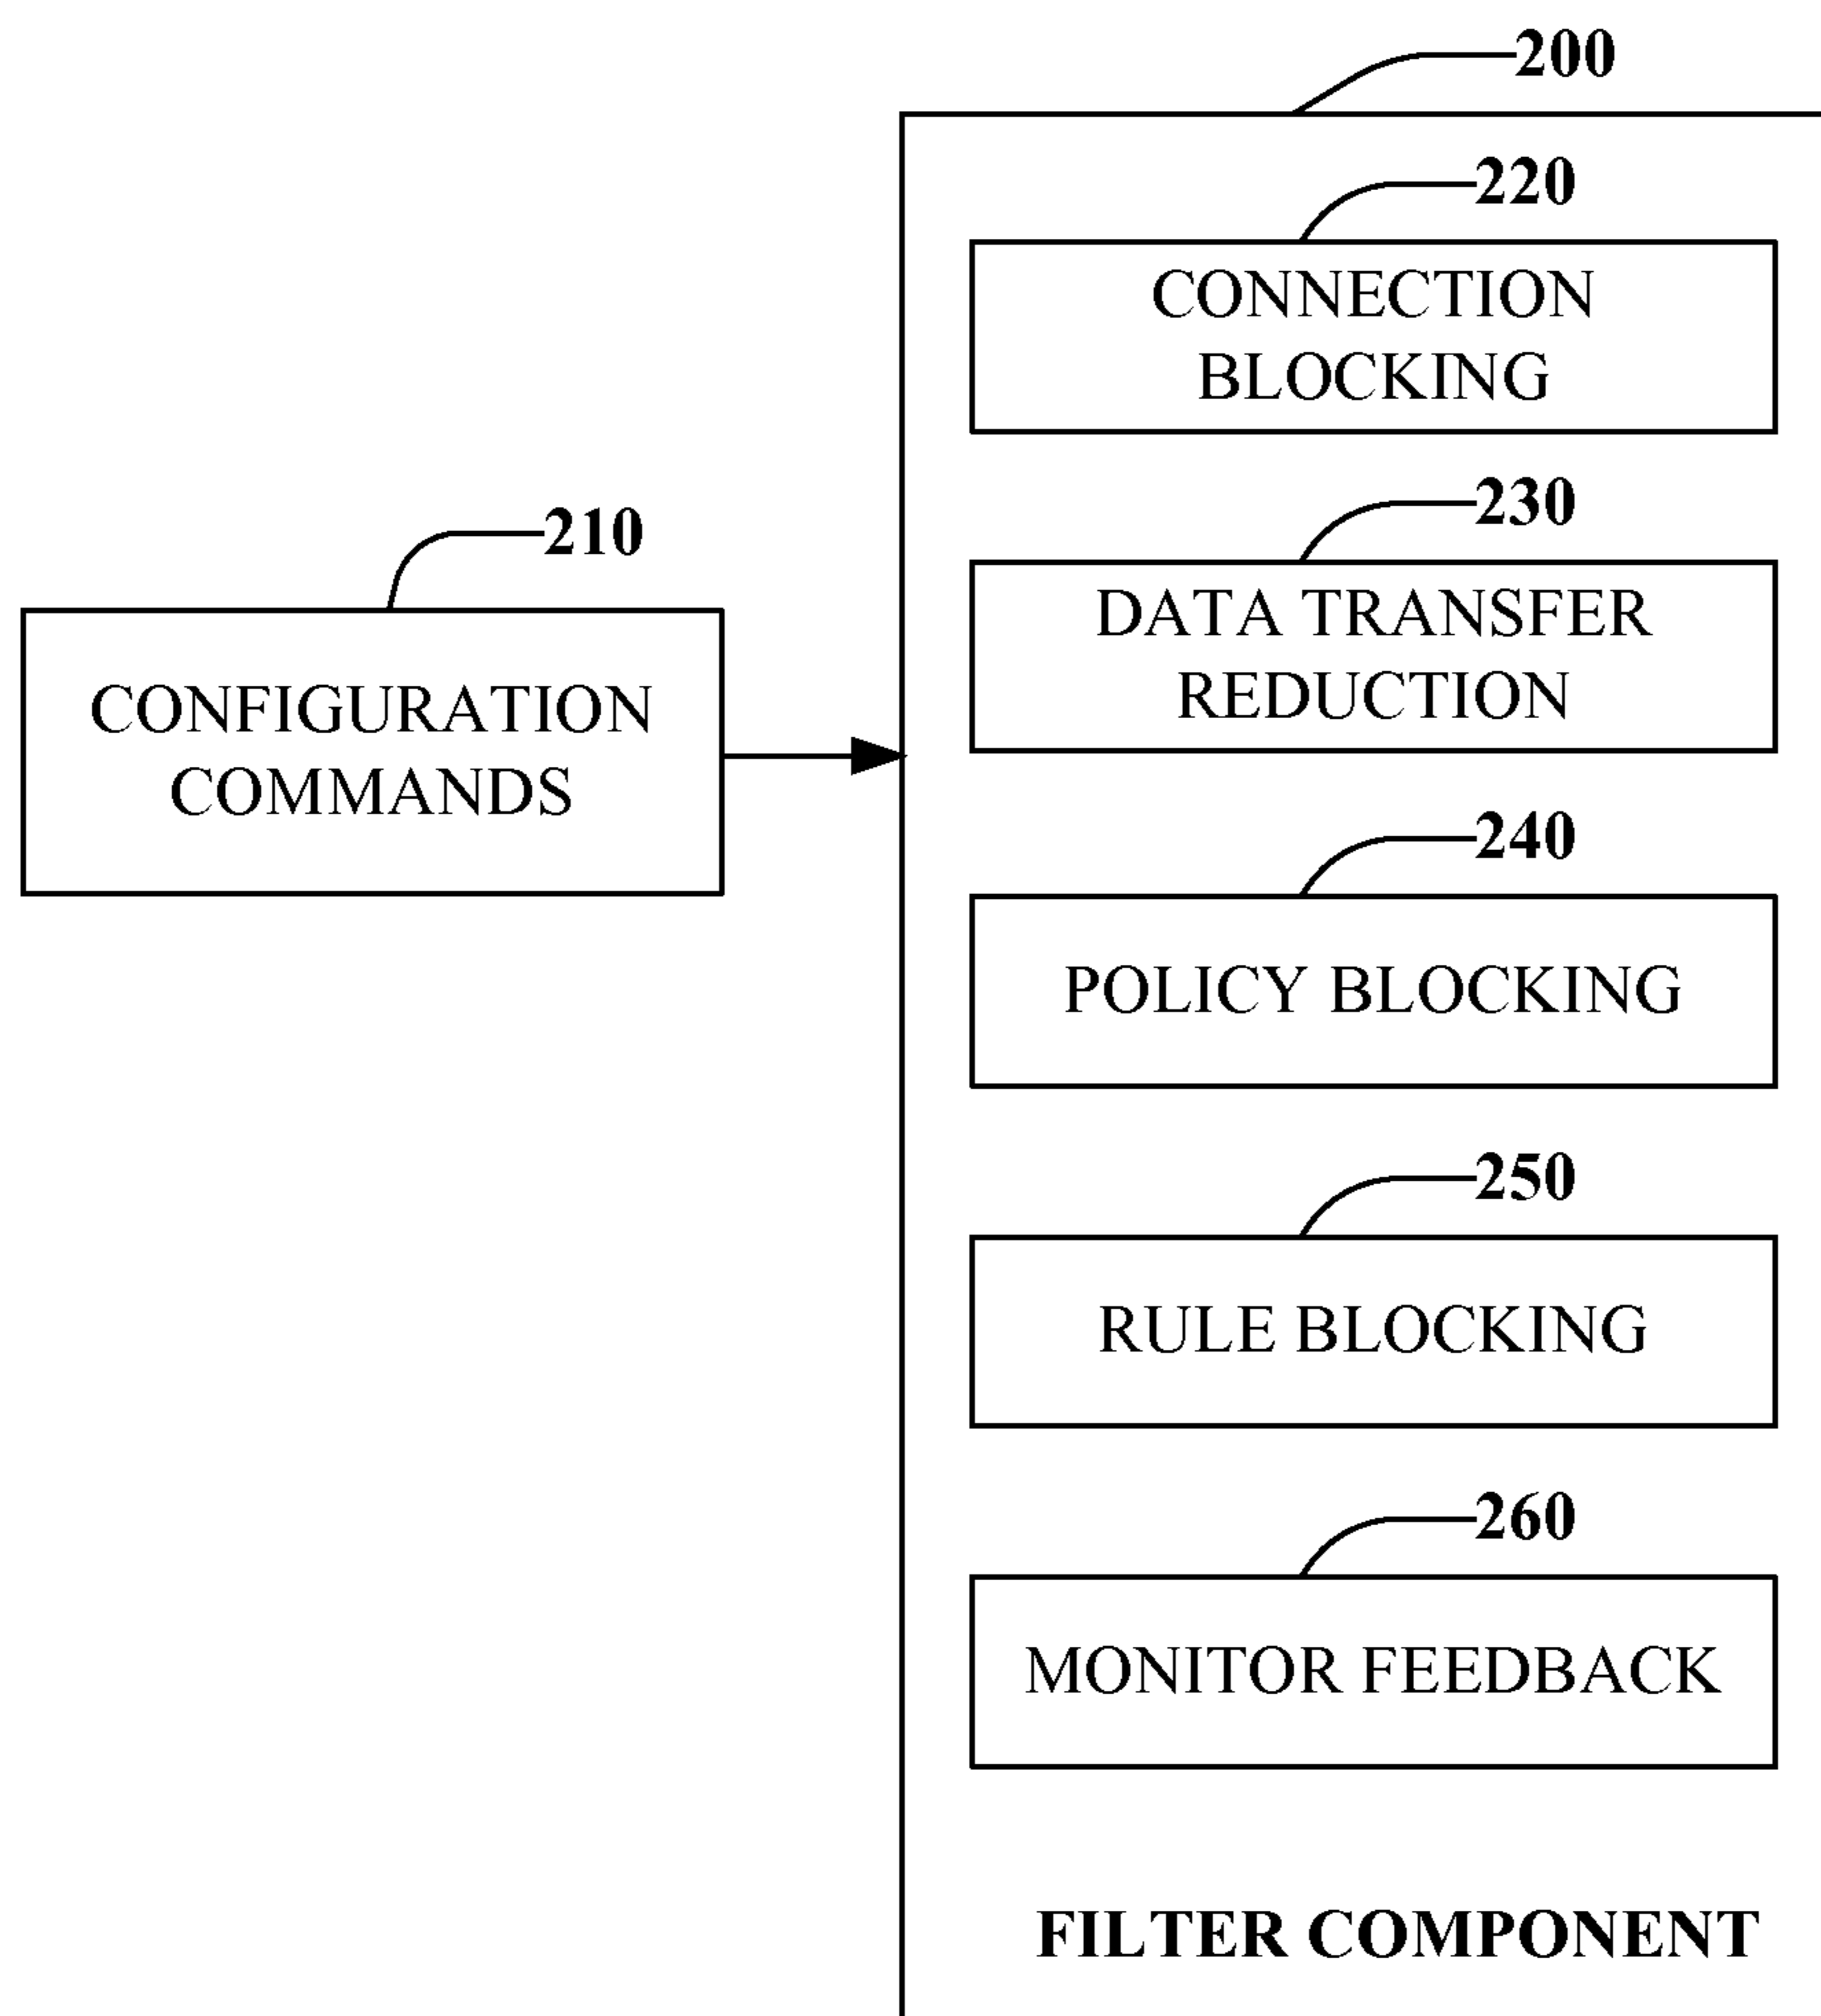 200
220
CONNECTION
BLOCKING
230
DATA TRANSFER
REDUCTION
210
CONFIGURATION
COMMANDS
240
POLICY BLOCKING
250
RULE BLOCKING
260
MONITOR FEEDBACK
FILTER COMPONENT